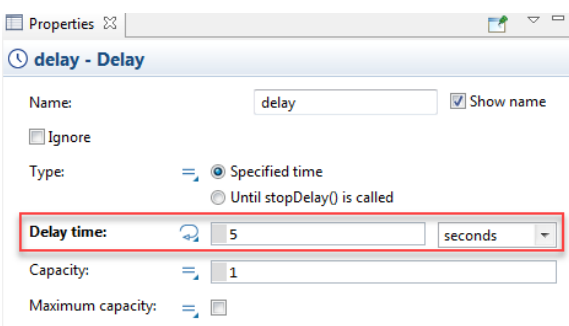 Properties
delay - Delay
Name: delay Show name
Ignore
Type: Specified time
Until stopDelay() is called
Delay time: 5 seconds
Capacity: 1
Maximum capacity: